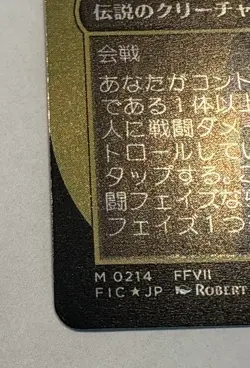 伝説のクリーチャ
会戦
あなたがコント
である1体以
人に戦闘ダメ
トロールして
タップする。
闘フェイズな
フェイズ1つ
M 0214 FFVII
FIC★JP ROBERT